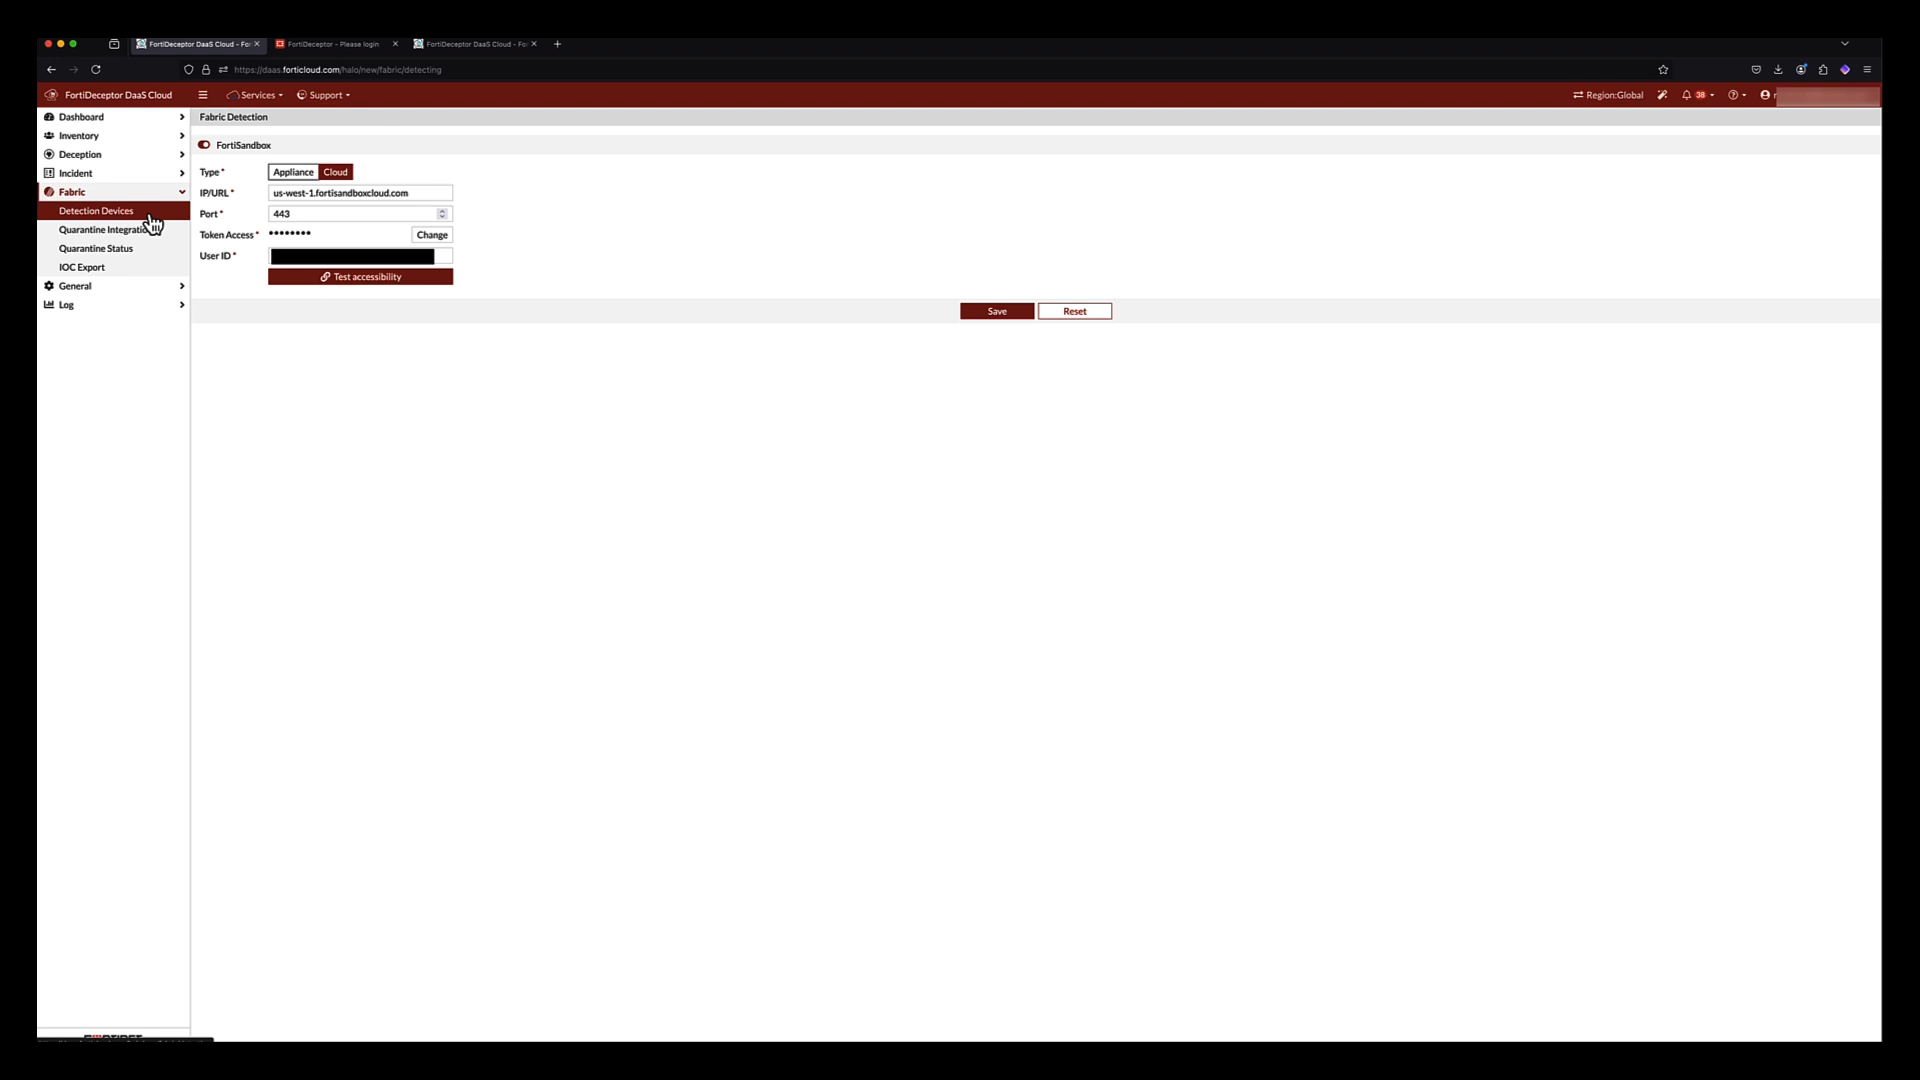 FortiDeceptor DaaS Cloud - For
FortiDeceptor - Please login
FortiDeceptor DaaS Cloud - For
https://daas.forticloud.com/halo/new/fabric/detecting
FortiDeceptor DaaS Cloud
Services
Support
Region:Global
38
Dashboard
Inventory
Deception
Incident
Fabric
Detection Devices
Quarantine Integratio
Quarantine Status
IOC Export
General
Log
Fabric Detection
FortiSandbox
Type * Appliance Cloud
IP/URL * us-west-1.fortisandboxcloud.com
Port * 443
Token Access * •••••••• Change
User ID *
Test accessibility
Save Reset